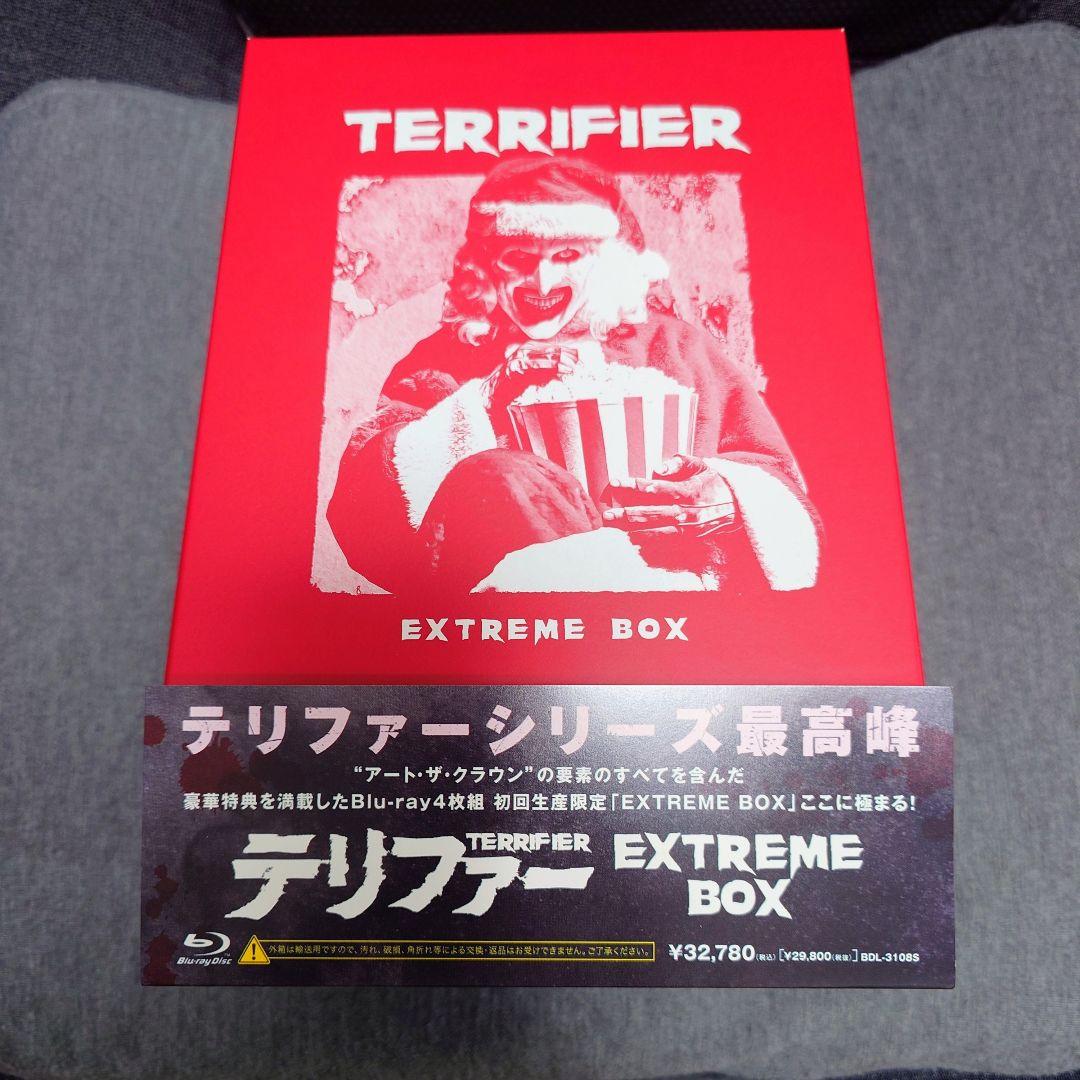 TERRIFIER
EXTREME BOX
テリファーシリーズ最高峰
“アート・ザ・クラウン”の要素のすべてを含んだ
豪華特典を満載したBlu-ray4枚組 初回生産限定「EXTREME BOX」ここに極まる!
TERRIFIER
テリファー
EXTREME
BOX
Blu-ray Disc
外箱は輸送用ですので、汚れ、破損、角折れ等による交換・返品はお受けできません。ご了承ください。
¥32,780(税込) [¥29,800(税抜)] BDL-3108S